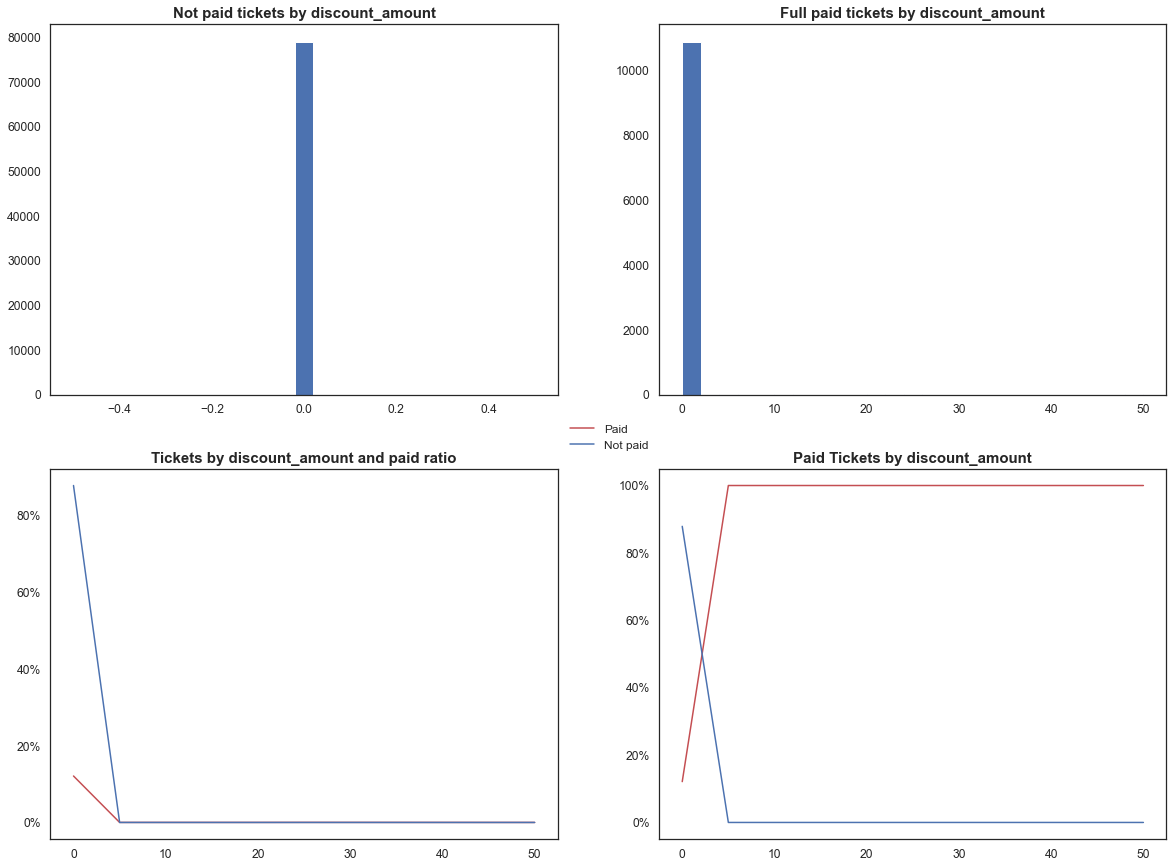 Not paid tickets by discount_amount
80000
70000
60000
50000
40000
30000
20000
10000
0
−0.4 −0.2 0.0 0.2 0.4
Full paid tickets by discount_amount
10000
8000
6000
4000
2000
0
0 10 20 30 40 50
Paid
Not paid
Tickets by discount_amount and paid ratio
80%
60%
40%
20%
0%
0 10 20 30 40 50
Paid Tickets by discount_amount
100%
80%
60%
40%
20%
0%
0 10 20 30 40 50